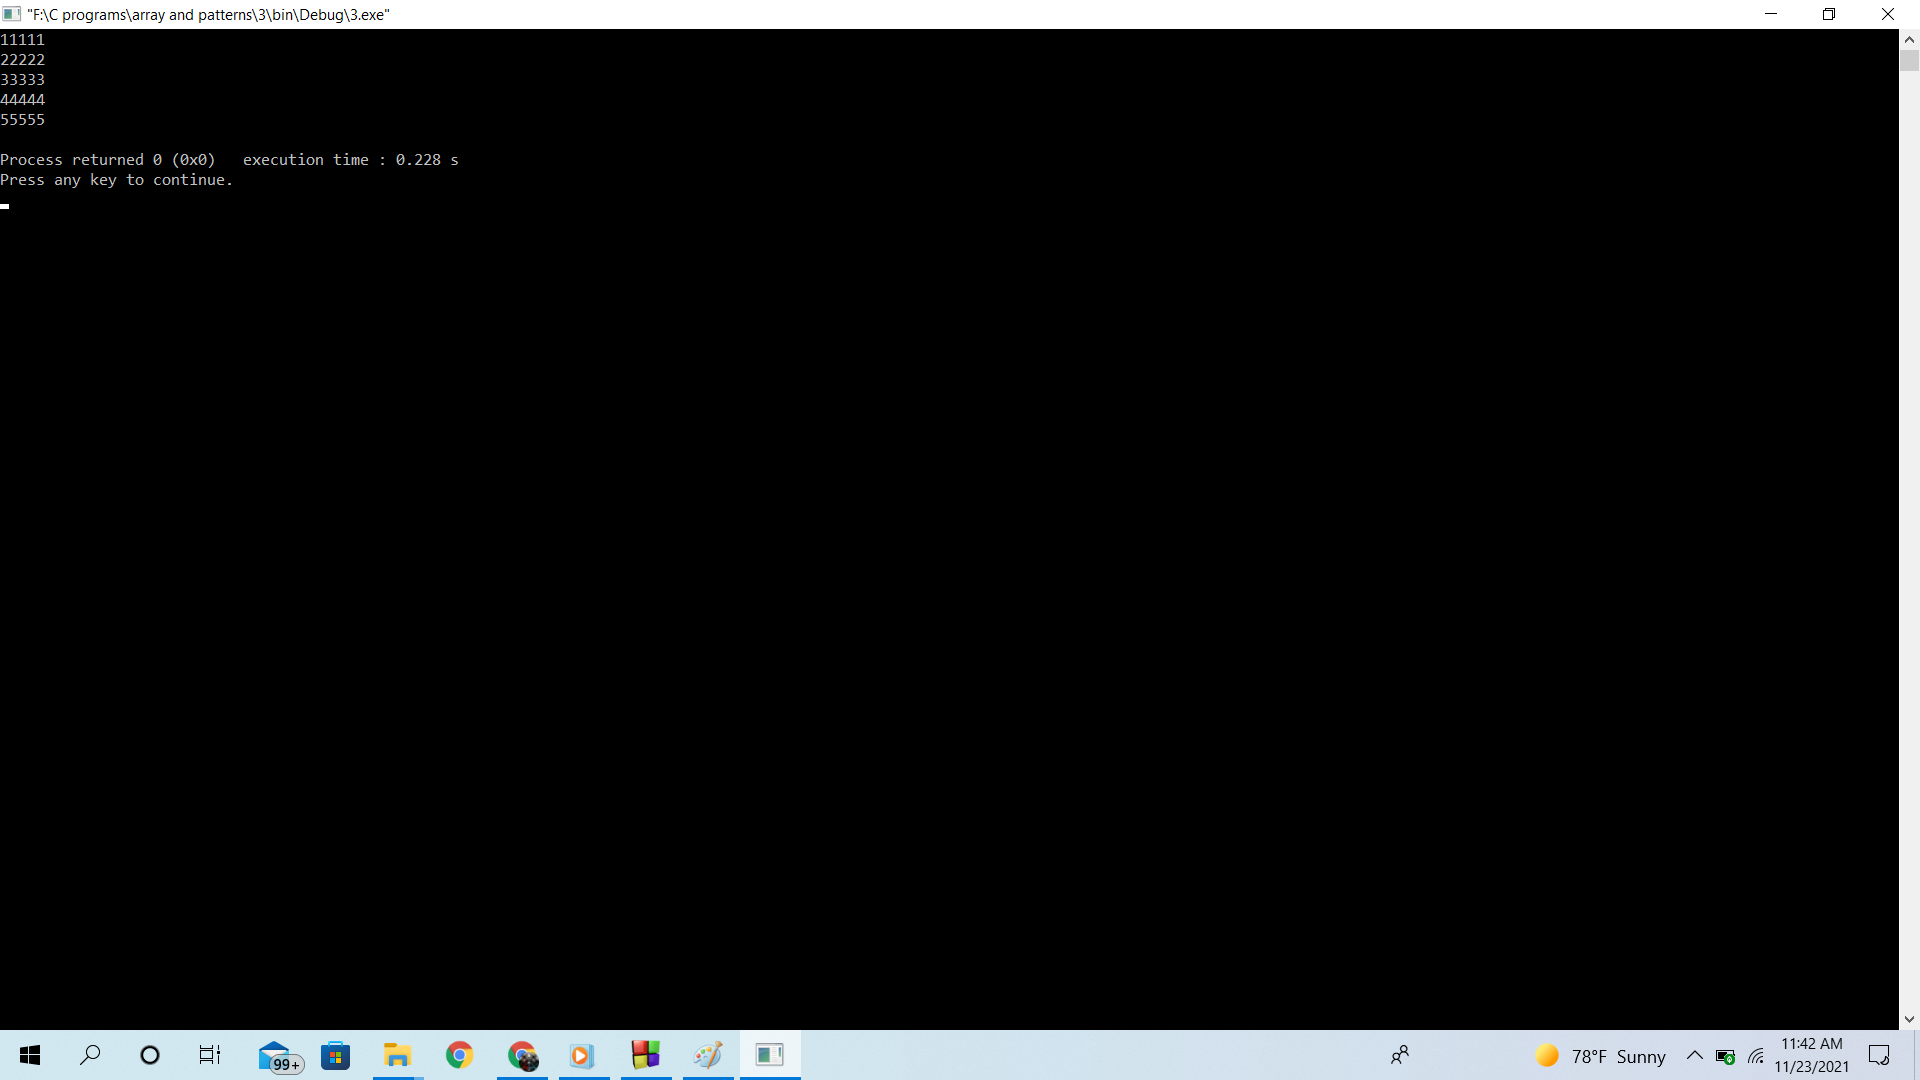 "F:\C programs\array and patterns\3\bin\Debug\3.exe"
11111
22222
33333
44444
55555
Process returned 0 (0x0)   execution time : 0.228 s
Press any key to continue.
99+
78°F  Sunny
11:42 AM
11/23/2021